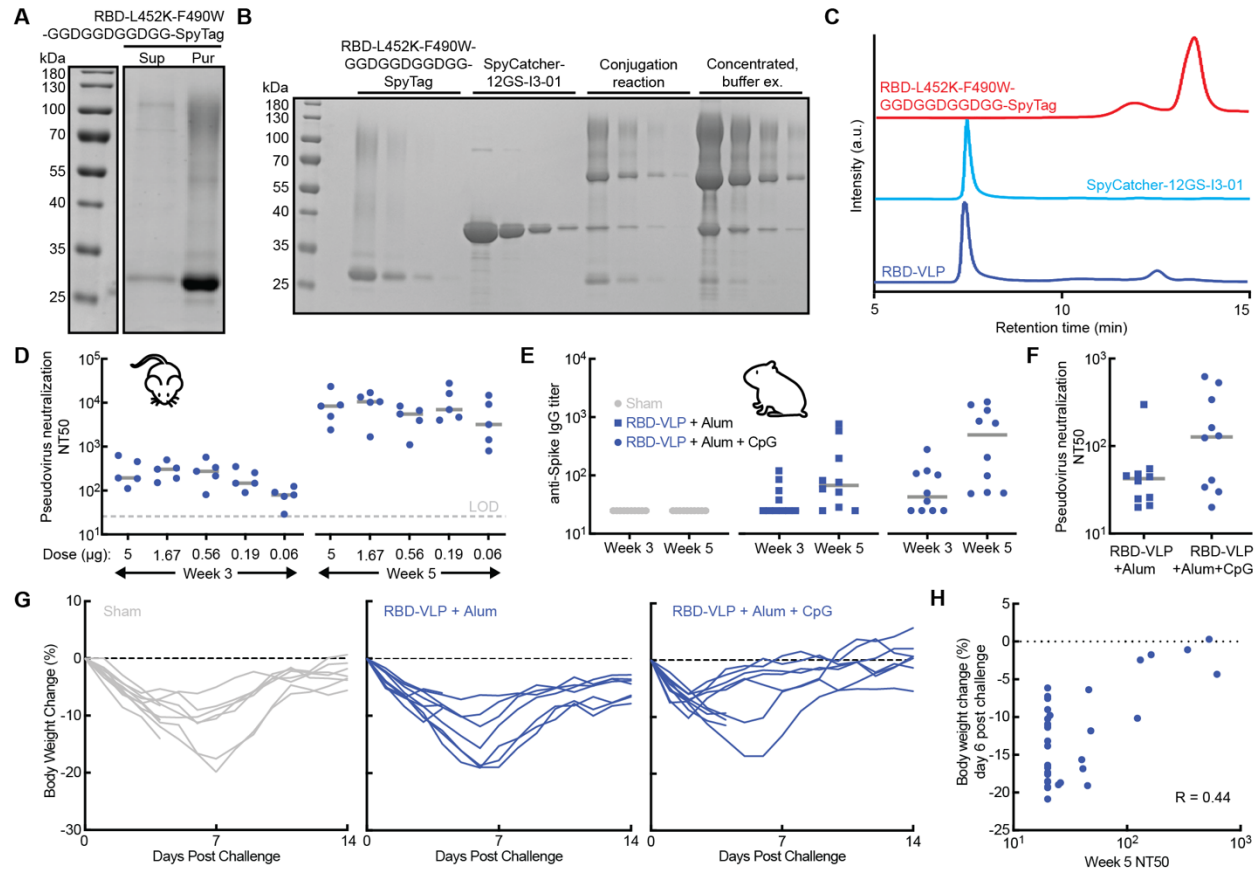 A
RBD-L452K-F490W
-GGDGGDGGDGG-SpyTag
kDa
Sup
Pur
180
130
100
70
55
40
35
25
B
RBD-L452K-F490W-
GGDGGDGGDGG-
SpyTag
SpyCatcher-
12GS-I3-01
Conjugation
reaction
Concentrated,
buffer ex.
kDa
180
130
100
70
55
40
35
25
C
Intensity (a.u.)
RBD-L452K-F490W-
GGDGGDGGDGG-SpyTag
SpyCatcher-12GS-I3-01
RBD-VLP
5
10
15
Retention time (min)
D
Pseudovirus neutralization
NT50
10⁵
10⁴
10³
10²
10¹
LOD
Dose (μg):
5
1.67
0.56
0.19
0.06
5
1.67
0.56
0.19
0.06
Week 3
Week 5
E
anti-Spike IgG titer
10⁴
10³
10²
10¹
Sham
RBD-VLP + Alum
RBD-VLP + Alum + CpG
Week 3
Week 5
Week 3
Week 5
Week 3
Week 5
F
Pseudovirus neutralization
NT50
10³
10²
10¹
RBD-VLP
+Alum
RBD-VLP
+Alum+CpG
G
Body Weight Change (%)
10
0
-10
-20
-30
Sham
RBD-VLP + Alum
RBD-VLP + Alum + CpG
0
7
14
0
7
14
0
7
14
Days Post Challenge
Days Post Challenge
Days Post Challenge
H
Body weight change (%)
day 6 post challenge
5
0
-5
-10
-15
-20
-25
R = 0.44
10¹
10²
10³
Week 5 NT50